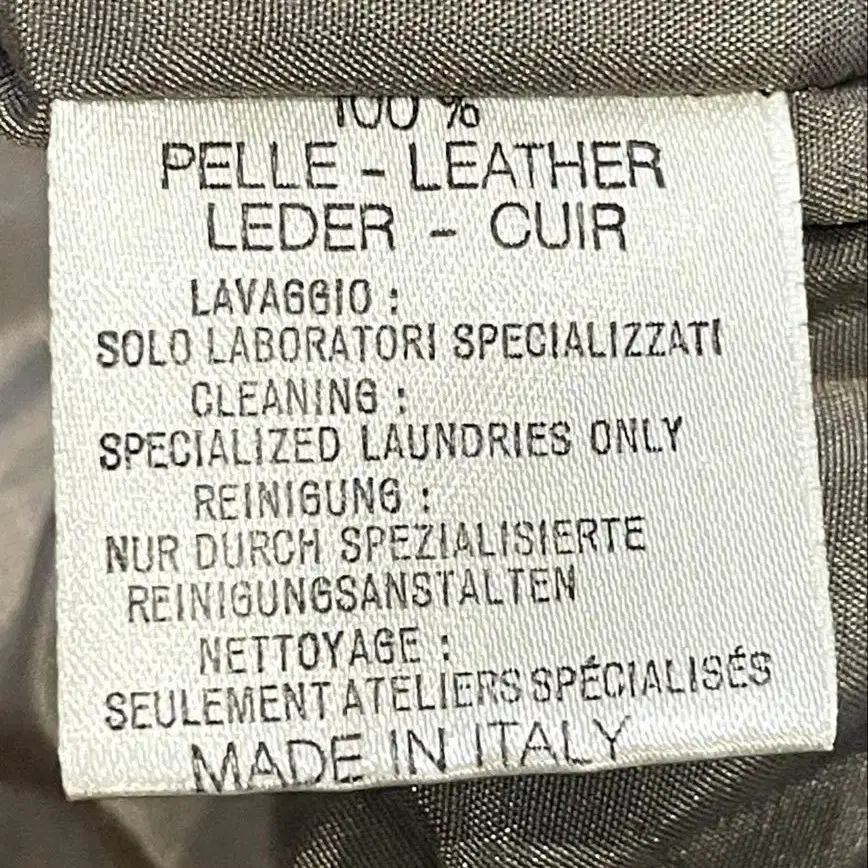 100 %
PELLE - LEATHER
LEDER - CUIR
LAVAGGIO :
SOLO LABORATORI SPECIALIZZATI
CLEANING :
SPECIALIZED LAUNDRIES ONLY
REINIGUNG :
NUR DURCH SPEZIALISIERTE
REINIGUNGSANSTALTEN
NETTOYAGE :
SEULEMENT ATELIERS SPÉCIALISÉS
MADE IN ITALY